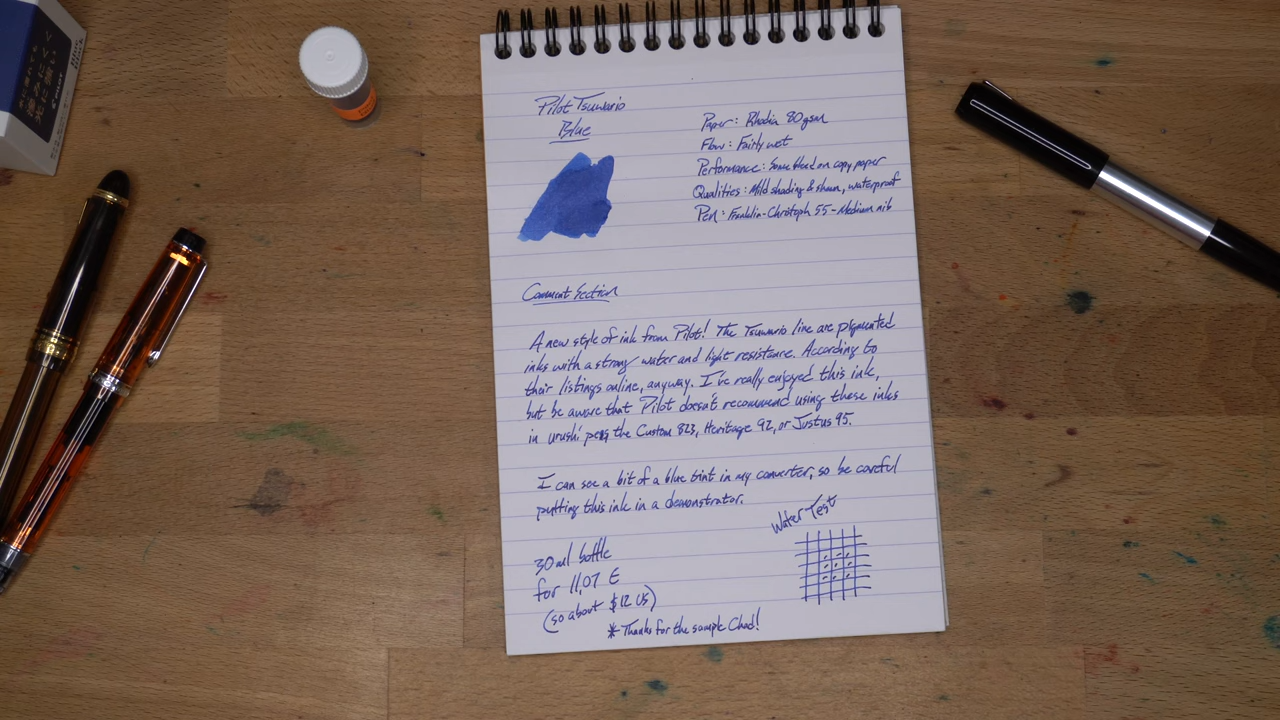 Pilot Tsuwairo
Blue
Paper: Rhodia 80gsm
Flow: Fairly wet
Performance: Some bleed on copy paper
Qualities: Mild shading & sheen, waterproof
Pen: Franklin-Christoph 55 - Medium nib
Comment Section
A new style of ink from Pilot! The Tsuwairo line are pigmented
inks with a strong water and light resistance. According to
their listings online, anyway. I've really enjoyed this ink,
but be aware that Pilot doesn't recommend using these inks
in urushi pens, the Custom 823, Heritage 92, or Justus 95.
I can see a bit of a blue tint in my converter, so be careful
putting this ink in a demonstrator.
Water Test
30ml bottle
for 11,07 €
(so about $12 US)
* Thanks for the sample Chad!
PILOT